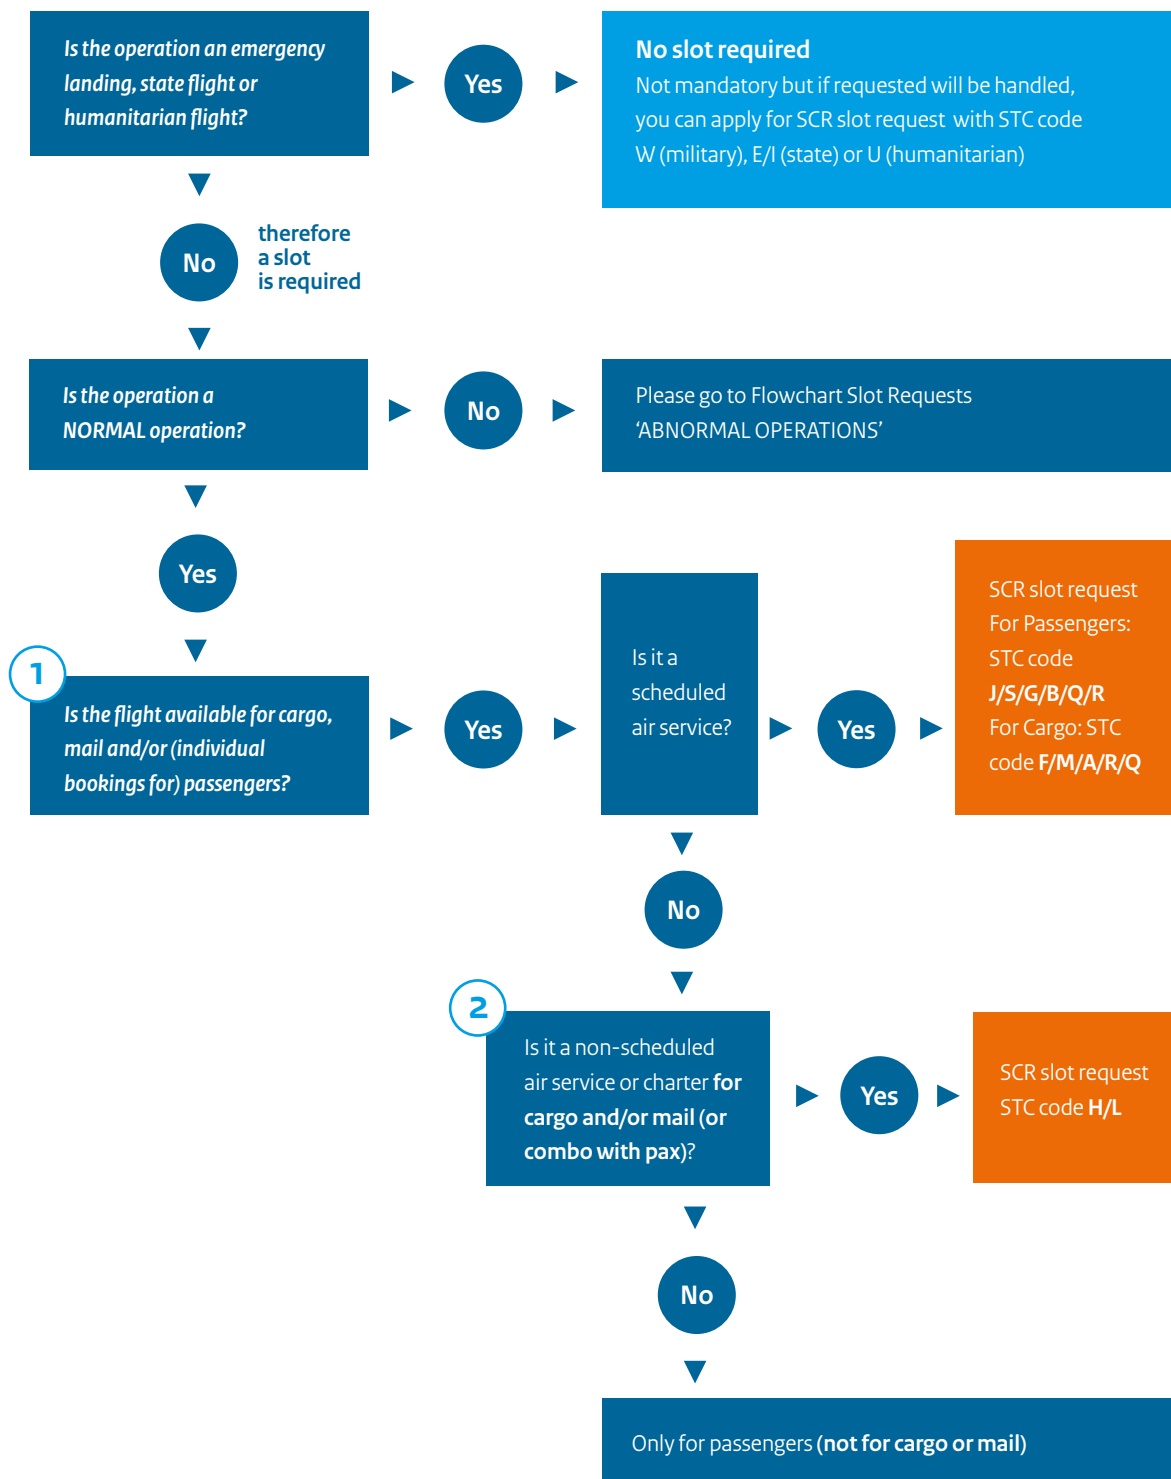 Is the operation an emergency
landing, state flight or
humanitarian flight?
Yes
No slot required
Not mandatory but if requested will be handled,
you can apply for SCR slot request with STC code
W (military), E/I (state) or U (humanitarian)
No
therefore
a slot
is required
Is the operation a
NORMAL operation?
No
Please go to Flowchart Slot Requests
‘ABNORMAL OPERATIONS’
Yes
1
Is the flight available for cargo,
mail and/or (individual
bookings for) passengers?
Yes
Is it a
scheduled
air service?
Yes
SCR slot request
For Passengers:
STC code
J/S/G/B/Q/R
For Cargo: STC
code F/M/A/R/Q
No
2
Is it a non-scheduled
air service or charter for
cargo and/or mail (or
combo with pax)?
Yes
SCR slot request
STC code H/L
No
Only for passengers (not for cargo or mail)